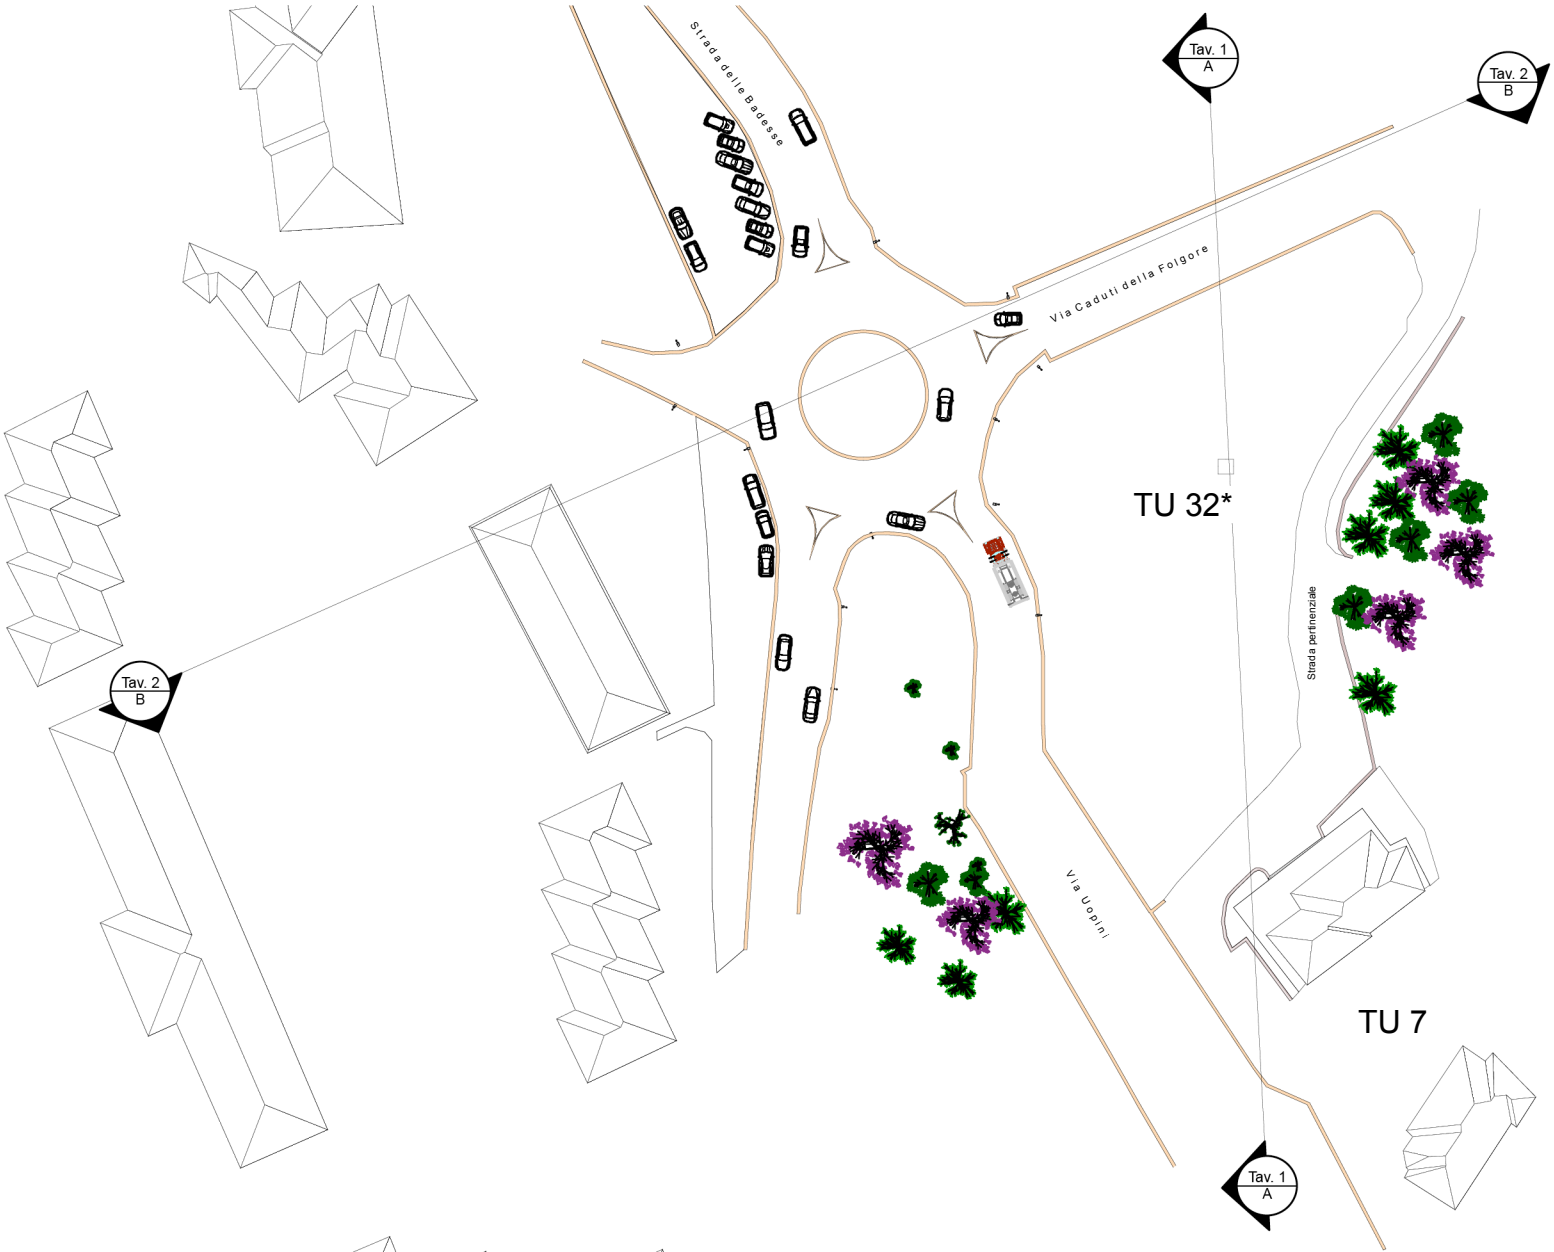 Strada delle Badesse
Tav. 1
A
Tav. 2
B
Via Caduti della Folgore
TU 32*
Strada pertinenziale
Tav. 2
B
Via Uopini
TU 7
Tav. 1
A